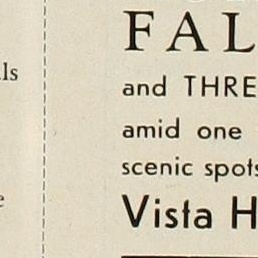 FAL
and THRE
amid one
scenic spots
Vista H
ls
e